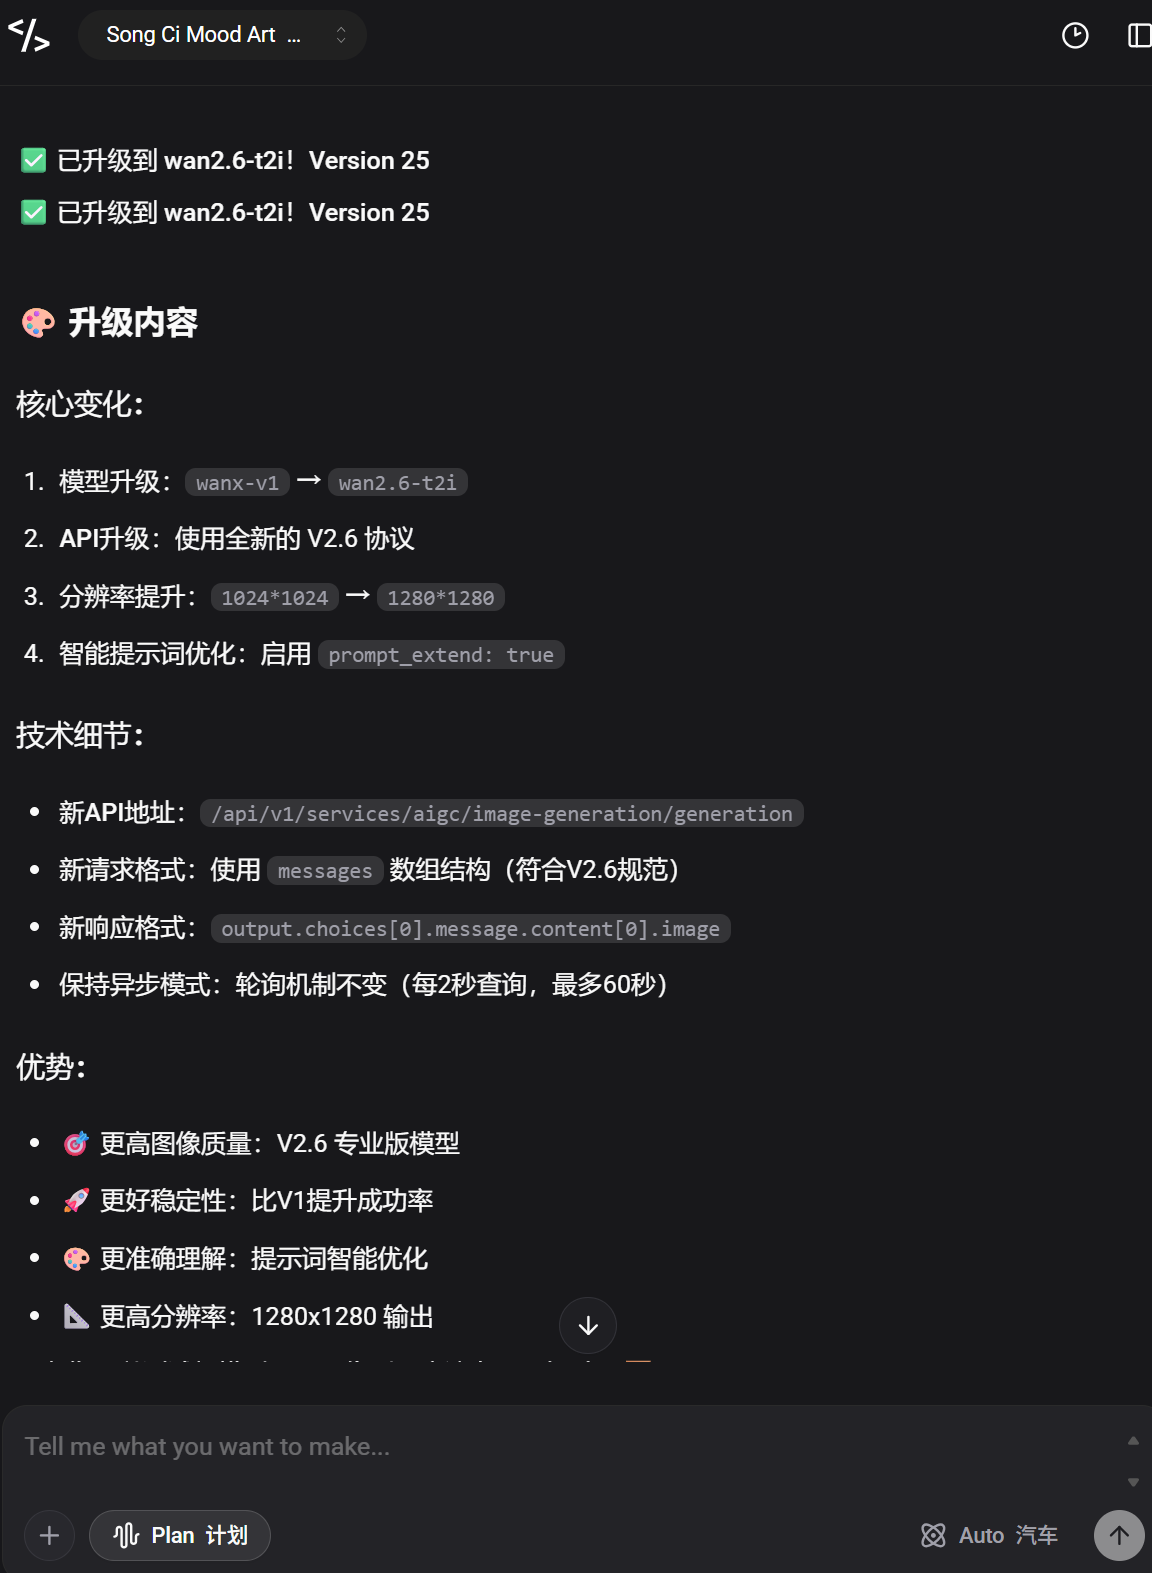 Song Ci Mood Art ...
✅ 已升级到 wan2.6-t2i！Version 25
✅ 已升级到 wan2.6-t2i！Version 25
🎨 升级内容
核心变化：
1. 模型升级：wanx-v1 → wan2.6-t2i
2. API升级：使用全新的 V2.6 协议
3. 分辨率提升：1024*1024 → 1280*1280
4. 智能提示词优化：启用 prompt_extend: true
技术细节：
• 新API地址：/api/v1/services/aigc/image-generation/generation
• 新请求格式：使用 messages 数组结构（符合V2.6规范）
• 新响应格式：output.choices[0].message.content[0].image
• 保持异步模式：轮询机制不变（每2秒查询，最多60秒）
优势：
• 🎯 更高图像质量：V2.6 专业版模型
• 🚀 更好稳定性：比V1提升成功率
• 🎨 更准确理解：提示词智能优化
• 📐 更高分辨率：1280x1280 输出
Tell me what you want to make...
Plan 计划
Auto 汽车